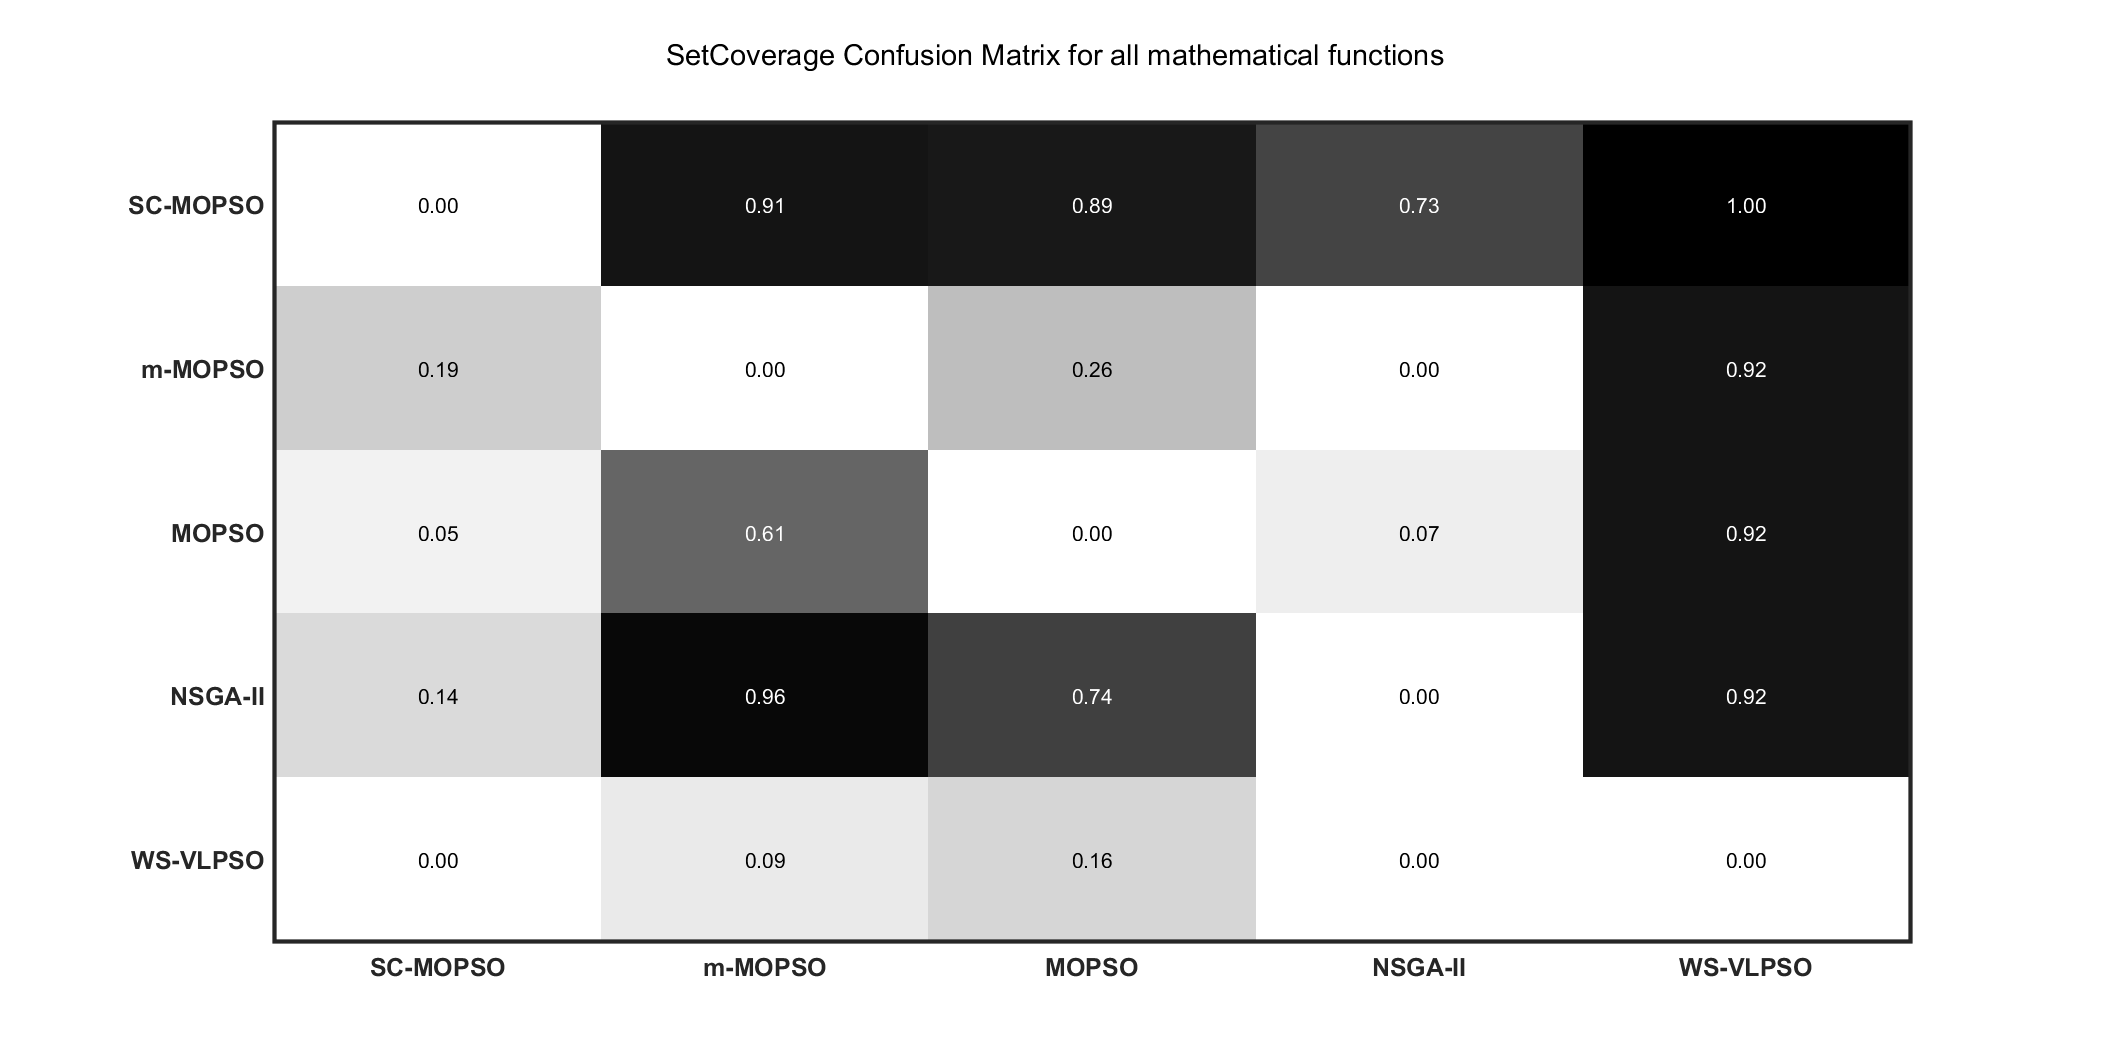 SetCoverage Confusion Matrix for all mathematical functions
SC-MOPSO 0.00 0.91 0.89 0.73 1.00
m-MOPSO 0.19 0.00 0.26 0.00 0.92
MOPSO 0.05 0.61 0.00 0.07 0.92
NSGA-II 0.14 0.96 0.74 0.00 0.92
WS-VLPSO 0.00 0.09 0.16 0.00 0.00
SC-MOPSO m-MOPSO MOPSO NSGA-II WS-VLPSO